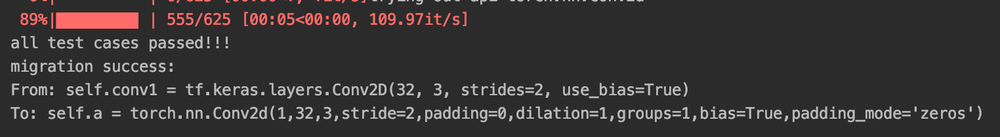 89%| | 555/625 [00:05<00:00, 109.97it/s]
all test cases passed!!!
migration success:
From: self.conv1 = tf.keras.layers.Conv2D(32, 3, strides=2, use_bias=True)
To: self.a = torch.nn.Conv2d(1,32,3,stride=2,padding=0,dilation=1,groups=1,bias=True,padding_mode='zeros')